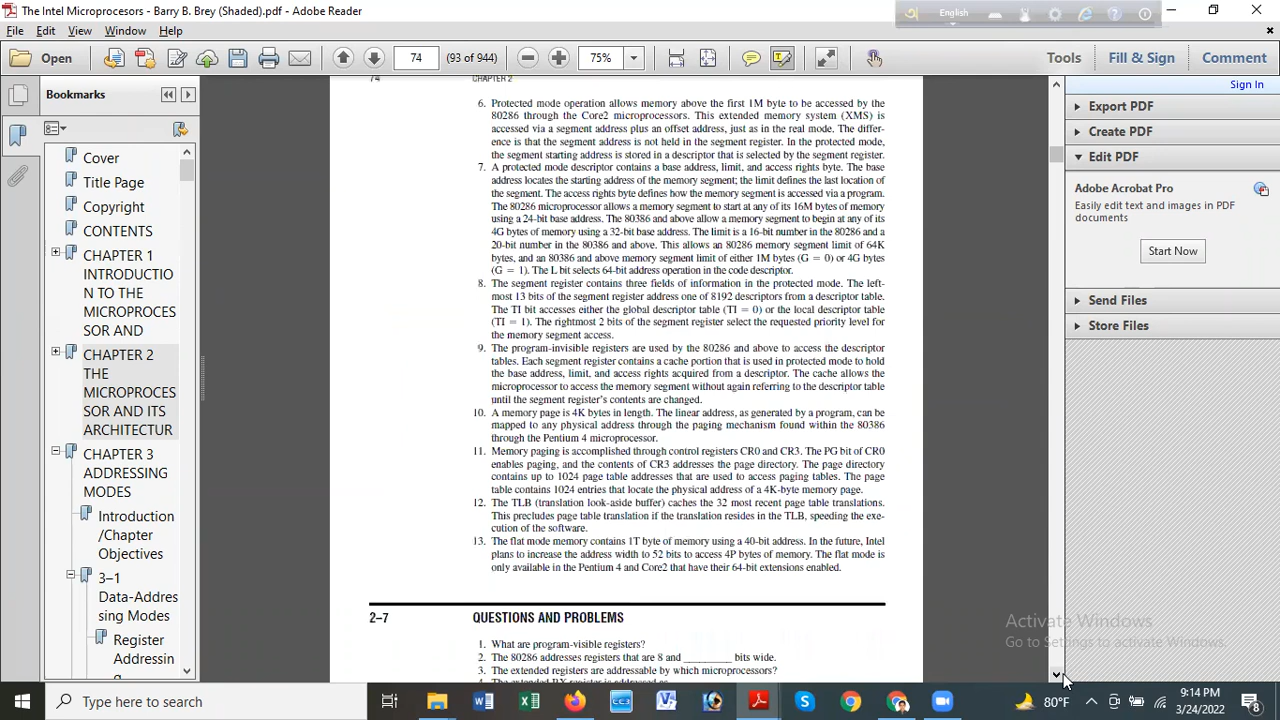 The Intel Microprocesors - Barry B. Brey (Shaded).pdf - Adobe Reader
English
File Edit View Window Help
Open
74 (93 of 944)
75%
Tools Fill & Sign Comment
Bookmarks
Cover
Title Page
Copyright
CONTENTS
CHAPTER 1
INTRODUCTIO
N TO THE
MICROPROCES
SOR AND
CHAPTER 2
THE
MICROPROCES
SOR AND ITS
ARCHITECTUR
CHAPTER 3
ADDRESSING
MODES
Introduction
/Chapter
Objectives
3–1
Data-Addres
sing Modes
Register
Addressin
g
74 CHAPTER 2
6. Protected mode operation allows memory above the first 1M byte to be accessed by the
80286 through the Core2 microprocessors. This extended memory system (XMS) is
accessed via a segment address plus an offset address, just as in the real mode. The differ-
ence is that the segment address is not held in the segment register. In the protected mode,
the segment starting address is stored in a descriptor that is selected by the segment register.
7. A protected mode descriptor contains a base address, limit, and access rights byte. The base
address locates the starting address of the memory segment; the limit defines the last location of
the segment. The access rights byte defines how the memory segment is accessed via a program.
The 80286 microprocessor allows a memory segment to start at any of its 16M bytes of memory
using a 24-bit base address. The 80386 and above allow a memory segment to begin at any of its
4G bytes of memory using a 32-bit base address. The limit is a 16-bit number in the 80286 and a
20-bit number in the 80386 and above. This allows an 80286 memory segment limit of 64K
bytes, and an 80386 and above memory segment limit of either 1M bytes (G = 0) or 4G bytes
(G = 1). The L bit selects 64-bit address operation in the code descriptor.
8. The segment register contains three fields of information in the protected mode. The left-
most 13 bits of the segment register address one of 8192 descriptors from a descriptor table.
The TI bit accesses either the global descriptor table (TI = 0) or the local descriptor table
(TI = 1). The rightmost 2 bits of the segment register select the requested priority level for
the memory segment access.
9. The program-invisible registers are used by the 80286 and above to access the descriptor
tables. Each segment register contains a cache portion that is used in protected mode to hold
the base address, limit, and access rights acquired from a descriptor. The cache allows the
microprocessor to access the memory segment without again referring to the descriptor table
until the segment register's contents are changed.
10. A memory page is 4K bytes in length. The linear address, as generated by a program, can be
mapped to any physical address through the paging mechanism found within the 80386
through the Pentium 4 microprocessor.
11. Memory paging is accomplished through control registers CR0 and CR3. The PG bit of CR0
enables paging, and the contents of CR3 addresses the page directory. The page directory
contains up to 1024 page table addresses that are used to access paging tables. The page
table contains 1024 entries that locate the physical address of a 4K-byte memory page.
12. The TLB (translation look-aside buffer) caches the 32 most recent page table translations.
This precludes page table translation if the translation resides in the TLB, speeding the exe-
cution of the software.
13. The flat mode memory contains 1T byte of memory using a 40-bit address. In the future, Intel
plans to increase the address width to 52 bits to access 4P bytes of memory. The flat mode is
only available in the Pentium 4 and Core2 that have their 64-bit extensions enabled.
2–7 QUESTIONS AND PROBLEMS
1. What are program-visible registers?
2. The 80286 addresses registers that are 8 and __________ bits wide.
3. The extended registers are addressable by which microprocessors?
4. The extended BX register is addressed as
Sign In
Export PDF
Create PDF
Edit PDF
Adobe Acrobat Pro
Easily edit text and images in PDF
documents
Start Now
Send Files
Store Files
Activate Windows
Go to Settings to activate Windows.
Type here to search
80°F
9:14 PM
3/24/2022
8